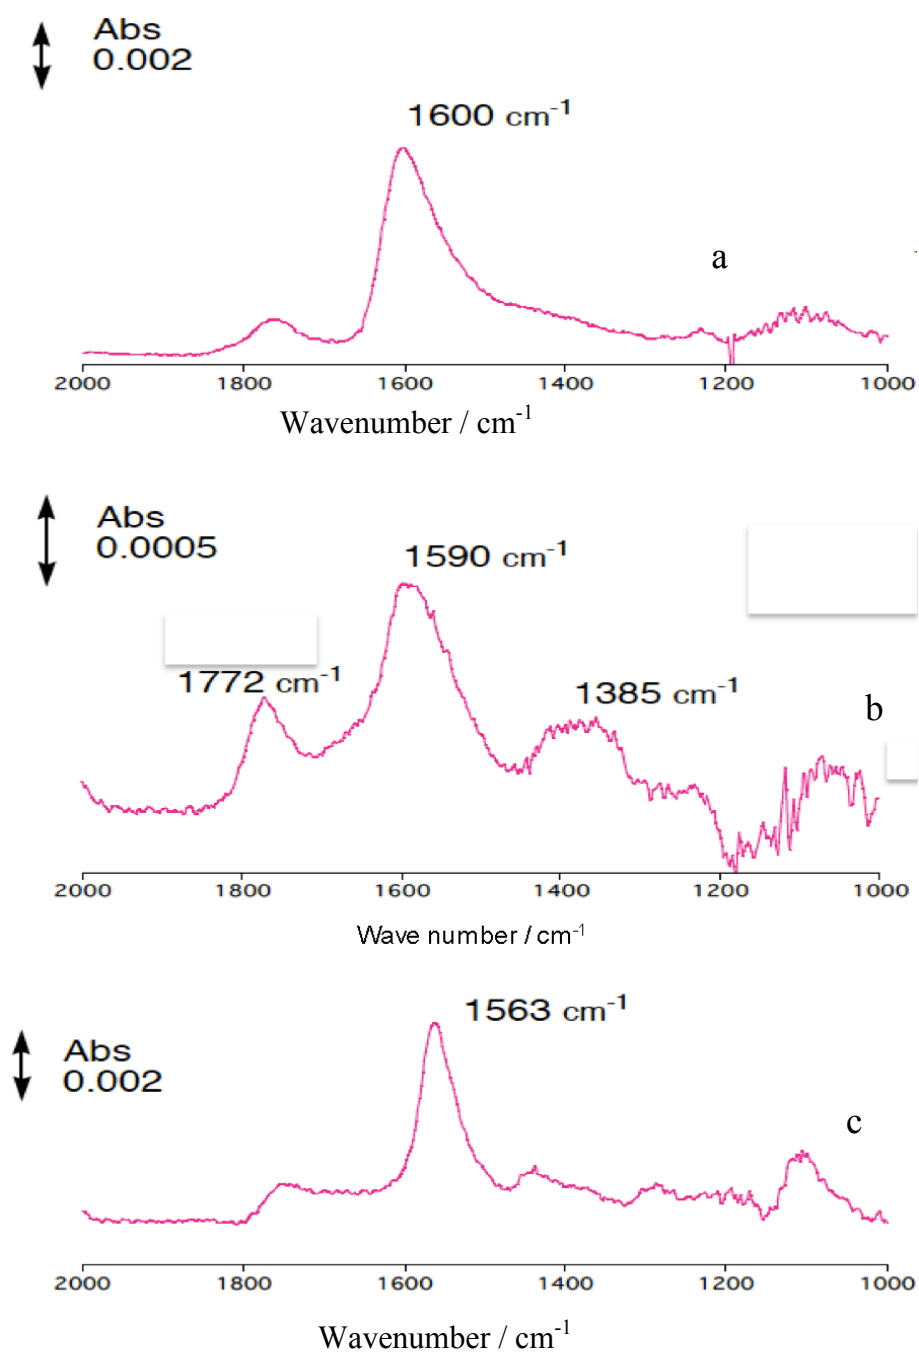 Abs
0.002
1600 cm-1
a
2000 1800 1600 1400 1200 1000
Wavenumber / cm-1
Abs
0.0005
1590 cm-1
1772 cm-1
1385 cm-1
b
2000 1800 1600 1400 1200 1000
Wave number / cm-1
1563 cm-1
Abs
0.002
c
2000 1800 1600 1400 1200 1000
Wavenumber / cm-1